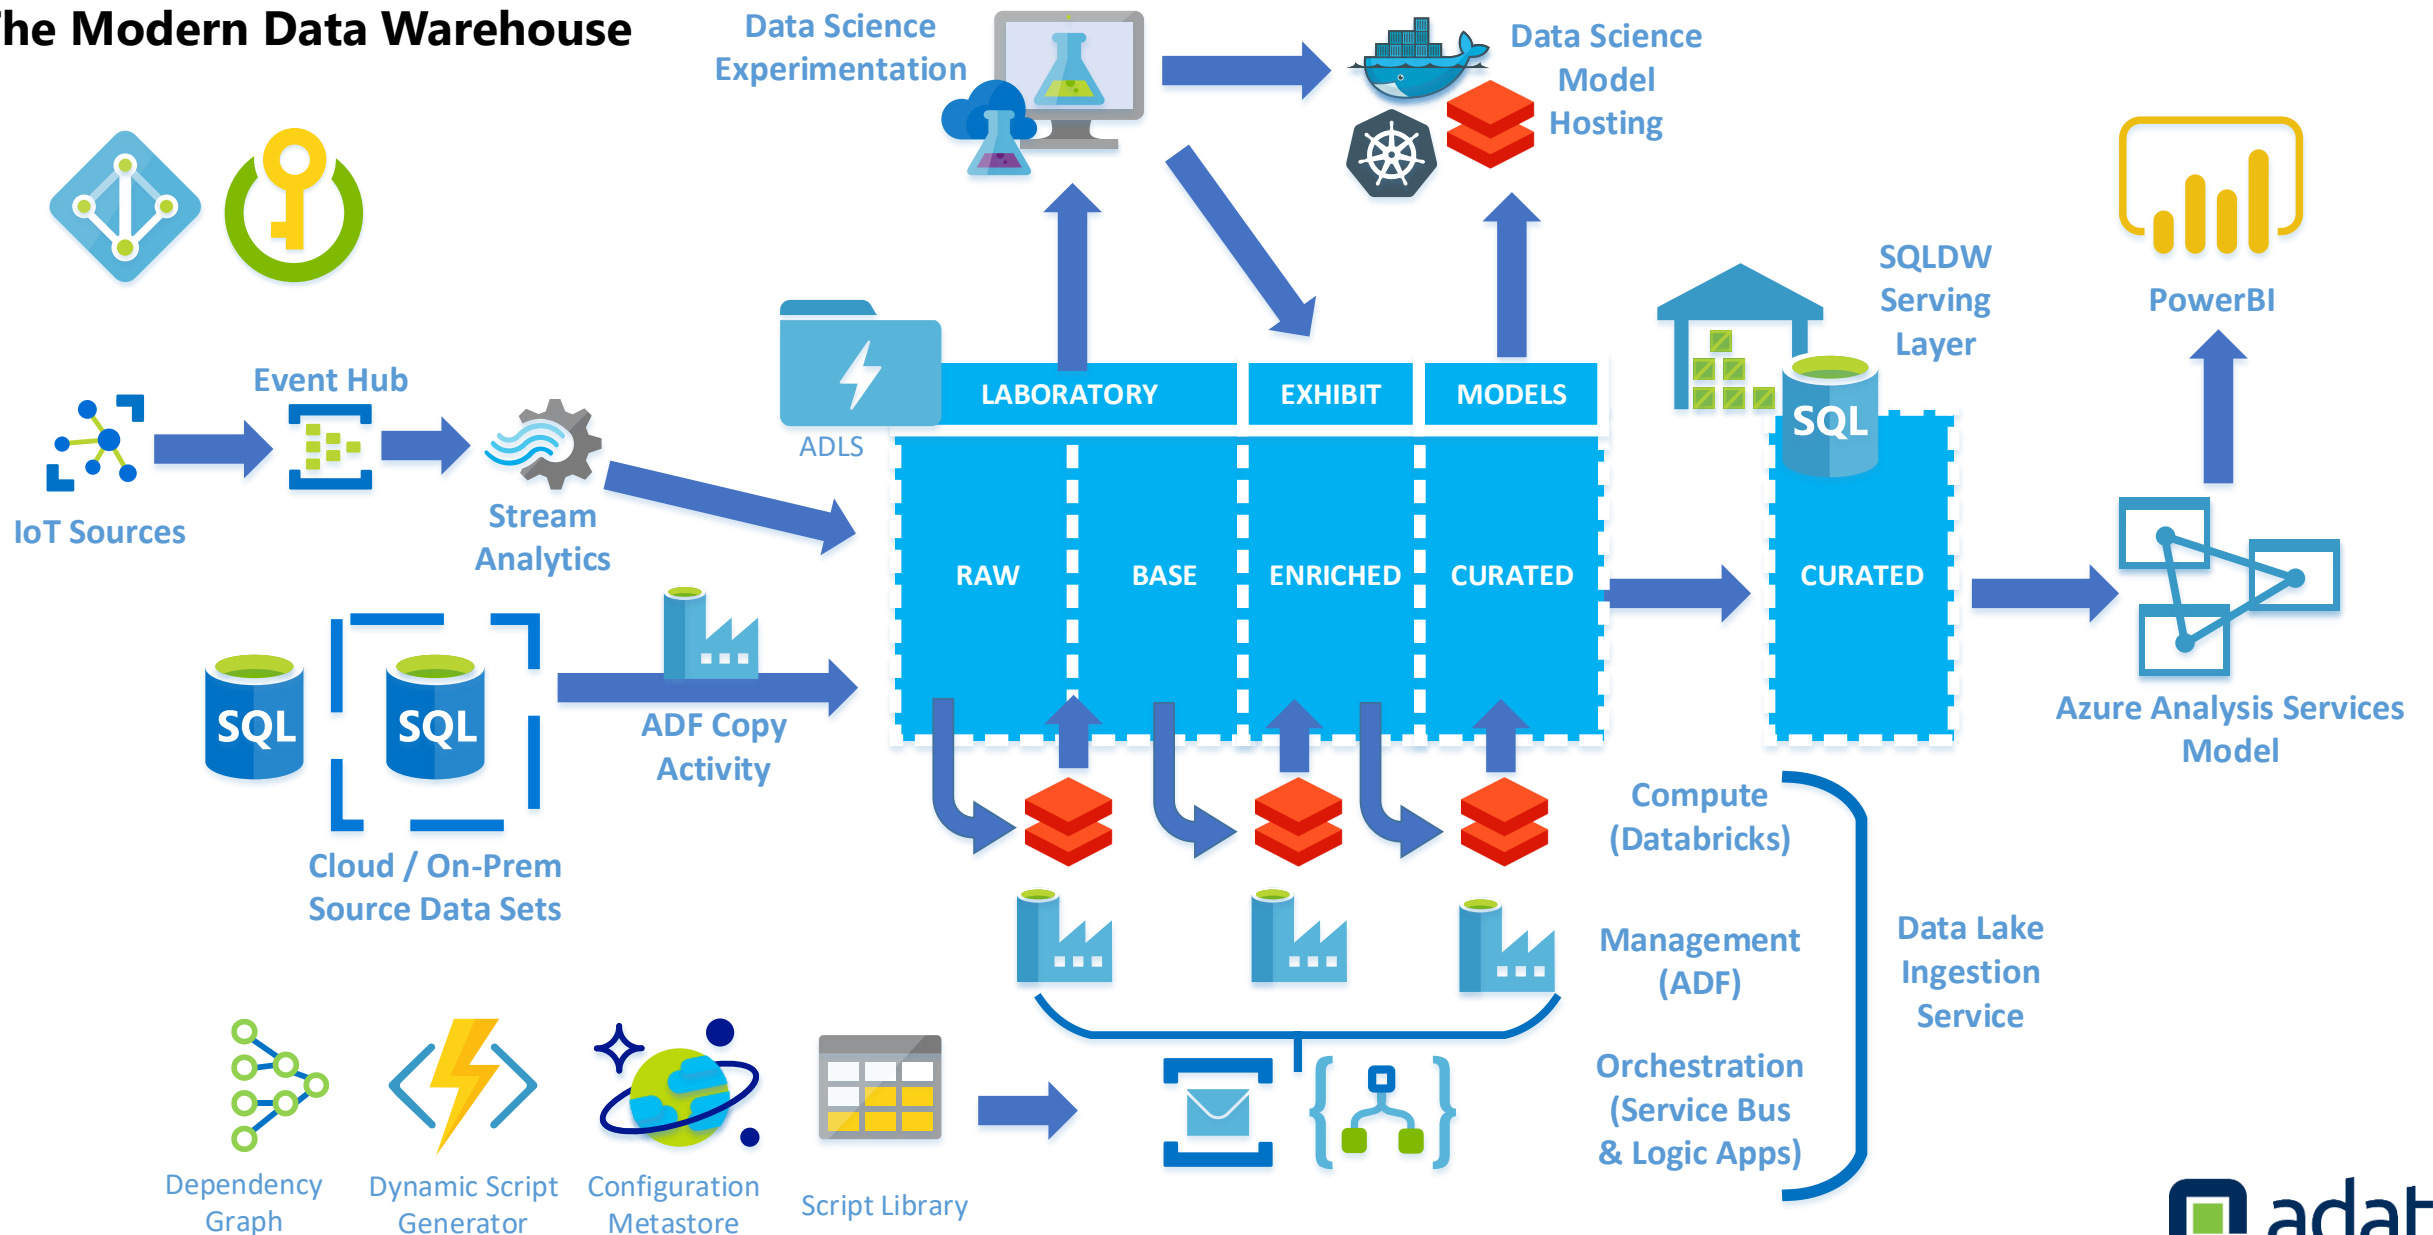 he Modern Data Warehouse
Data Science
Experimentation
Data Science
Model
Hosting
SQLDW
Serving
Layer
PowerBI
Event Hub
IoT Sources
Stream
Analytics
ADLS
LABORATORY
EXHIBIT
MODELS
SQL
RAW
BASE
ENRICHED
CURATED
CURATED
SQL
SQL
ADF Copy
Activity
Cloud / On-Prem
Source Data Sets
Azure Analysis Services
Model
Compute
(Databricks)
Management
(ADF)
Orchestration
(Service Bus
& Logic Apps)
Data Lake
Ingestion
Service
Dependency
Graph
Dynamic Script
Generator
Configuration
Metastore
Script Library
adat